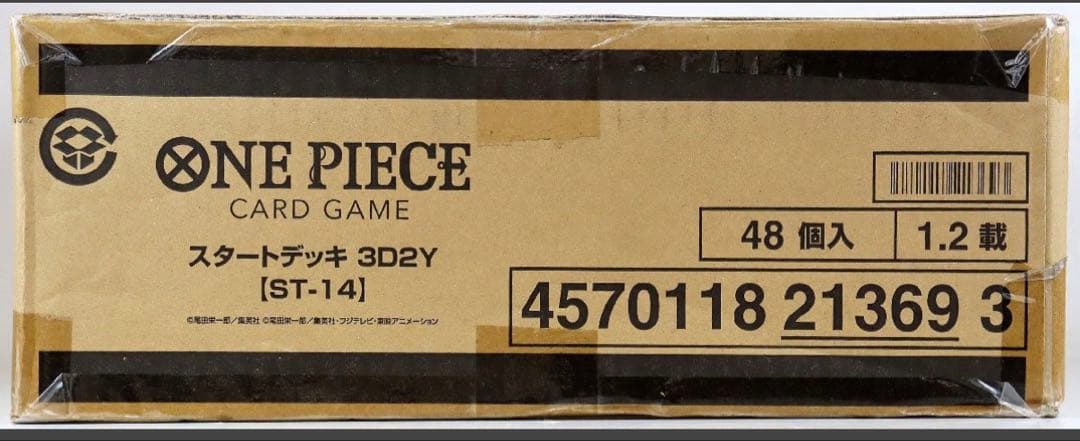 ONE PIECE
CARD GAME
スタートデッキ 3D2Y
【ST-14】
©尾田栄一郎／集英社 ©尾田栄一郎／集英社・フジテレビ・東映アニメーション
48 個入
1.2 載
4570118 21369 3